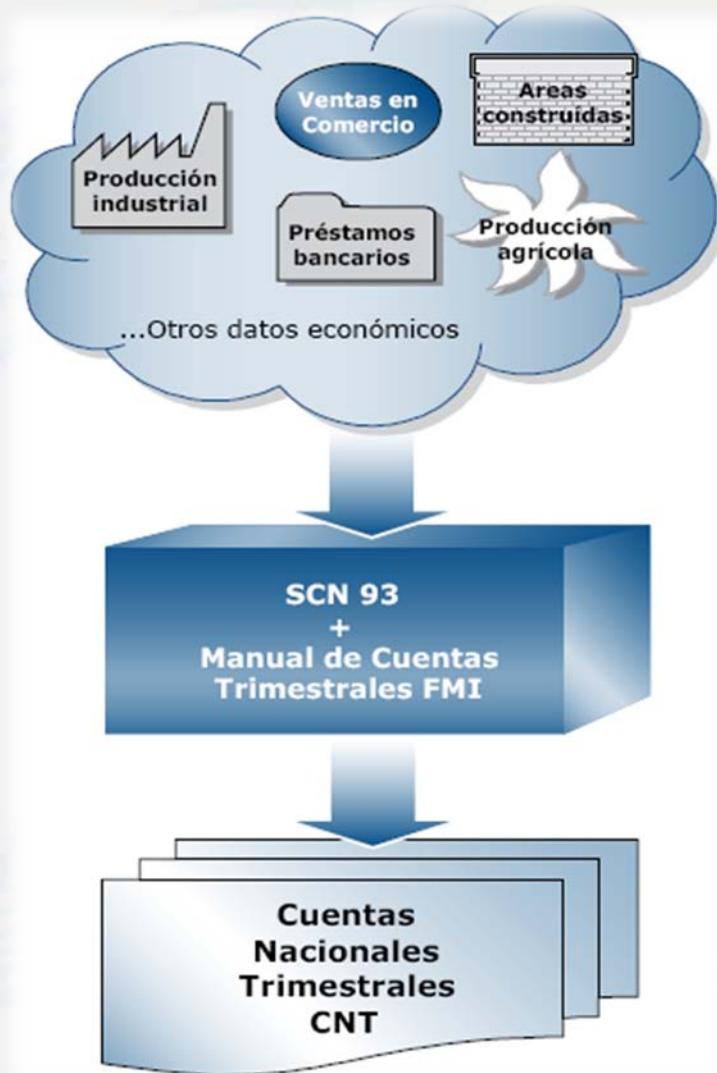 Ventas en
Comercio
Areas
construídas
Producción
industrial
Préstamos
bancarios
Producción
agrícola
...Otros datos económicos
SCN 93
+
Manual de Cuentas
Trimestrales FMI
Cuentas
Nacionales
Trimestrales
CNT